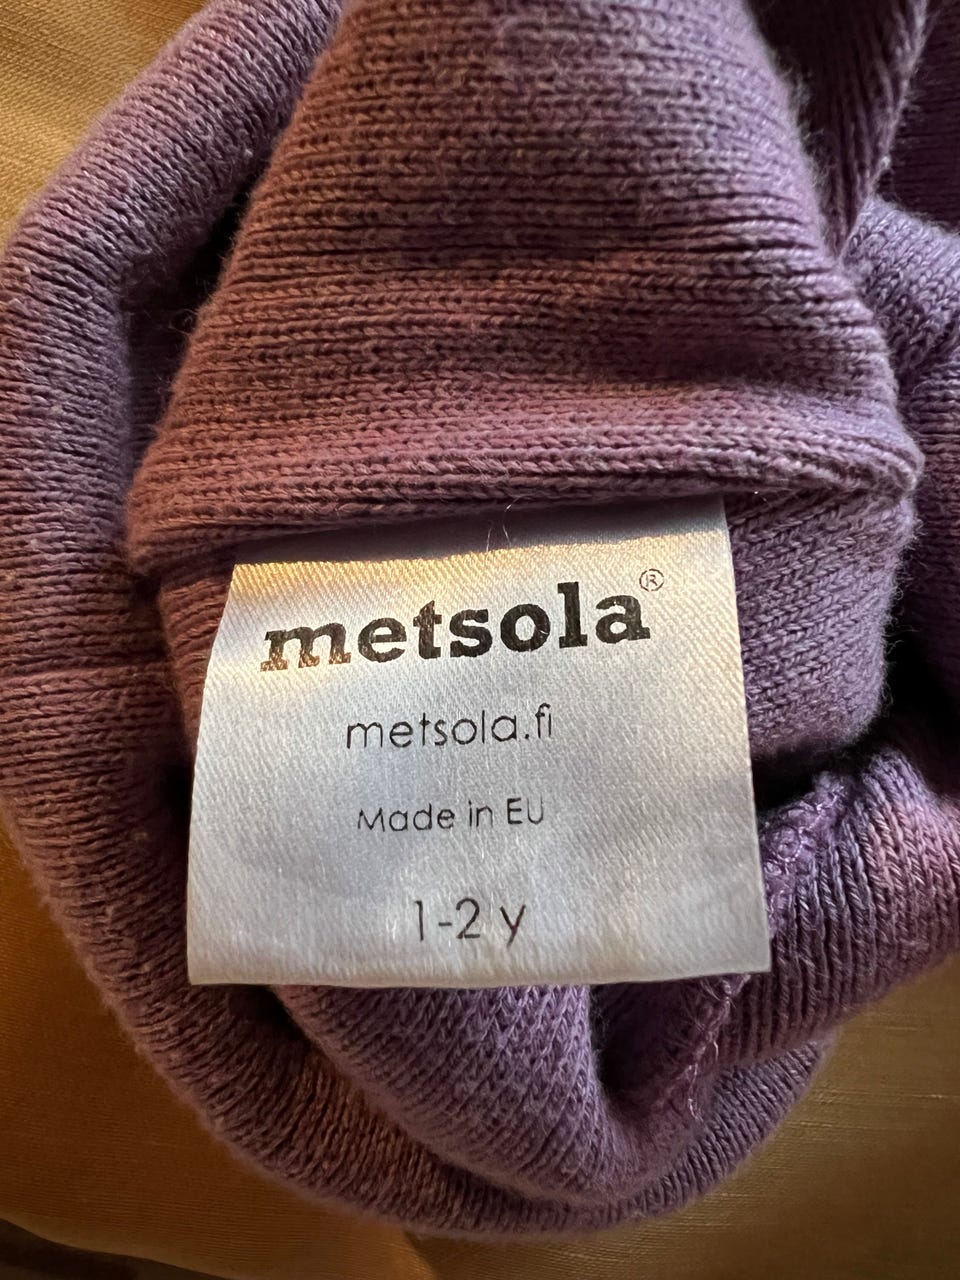 metsola®
metsola.fi
Made in EU
1-2 y